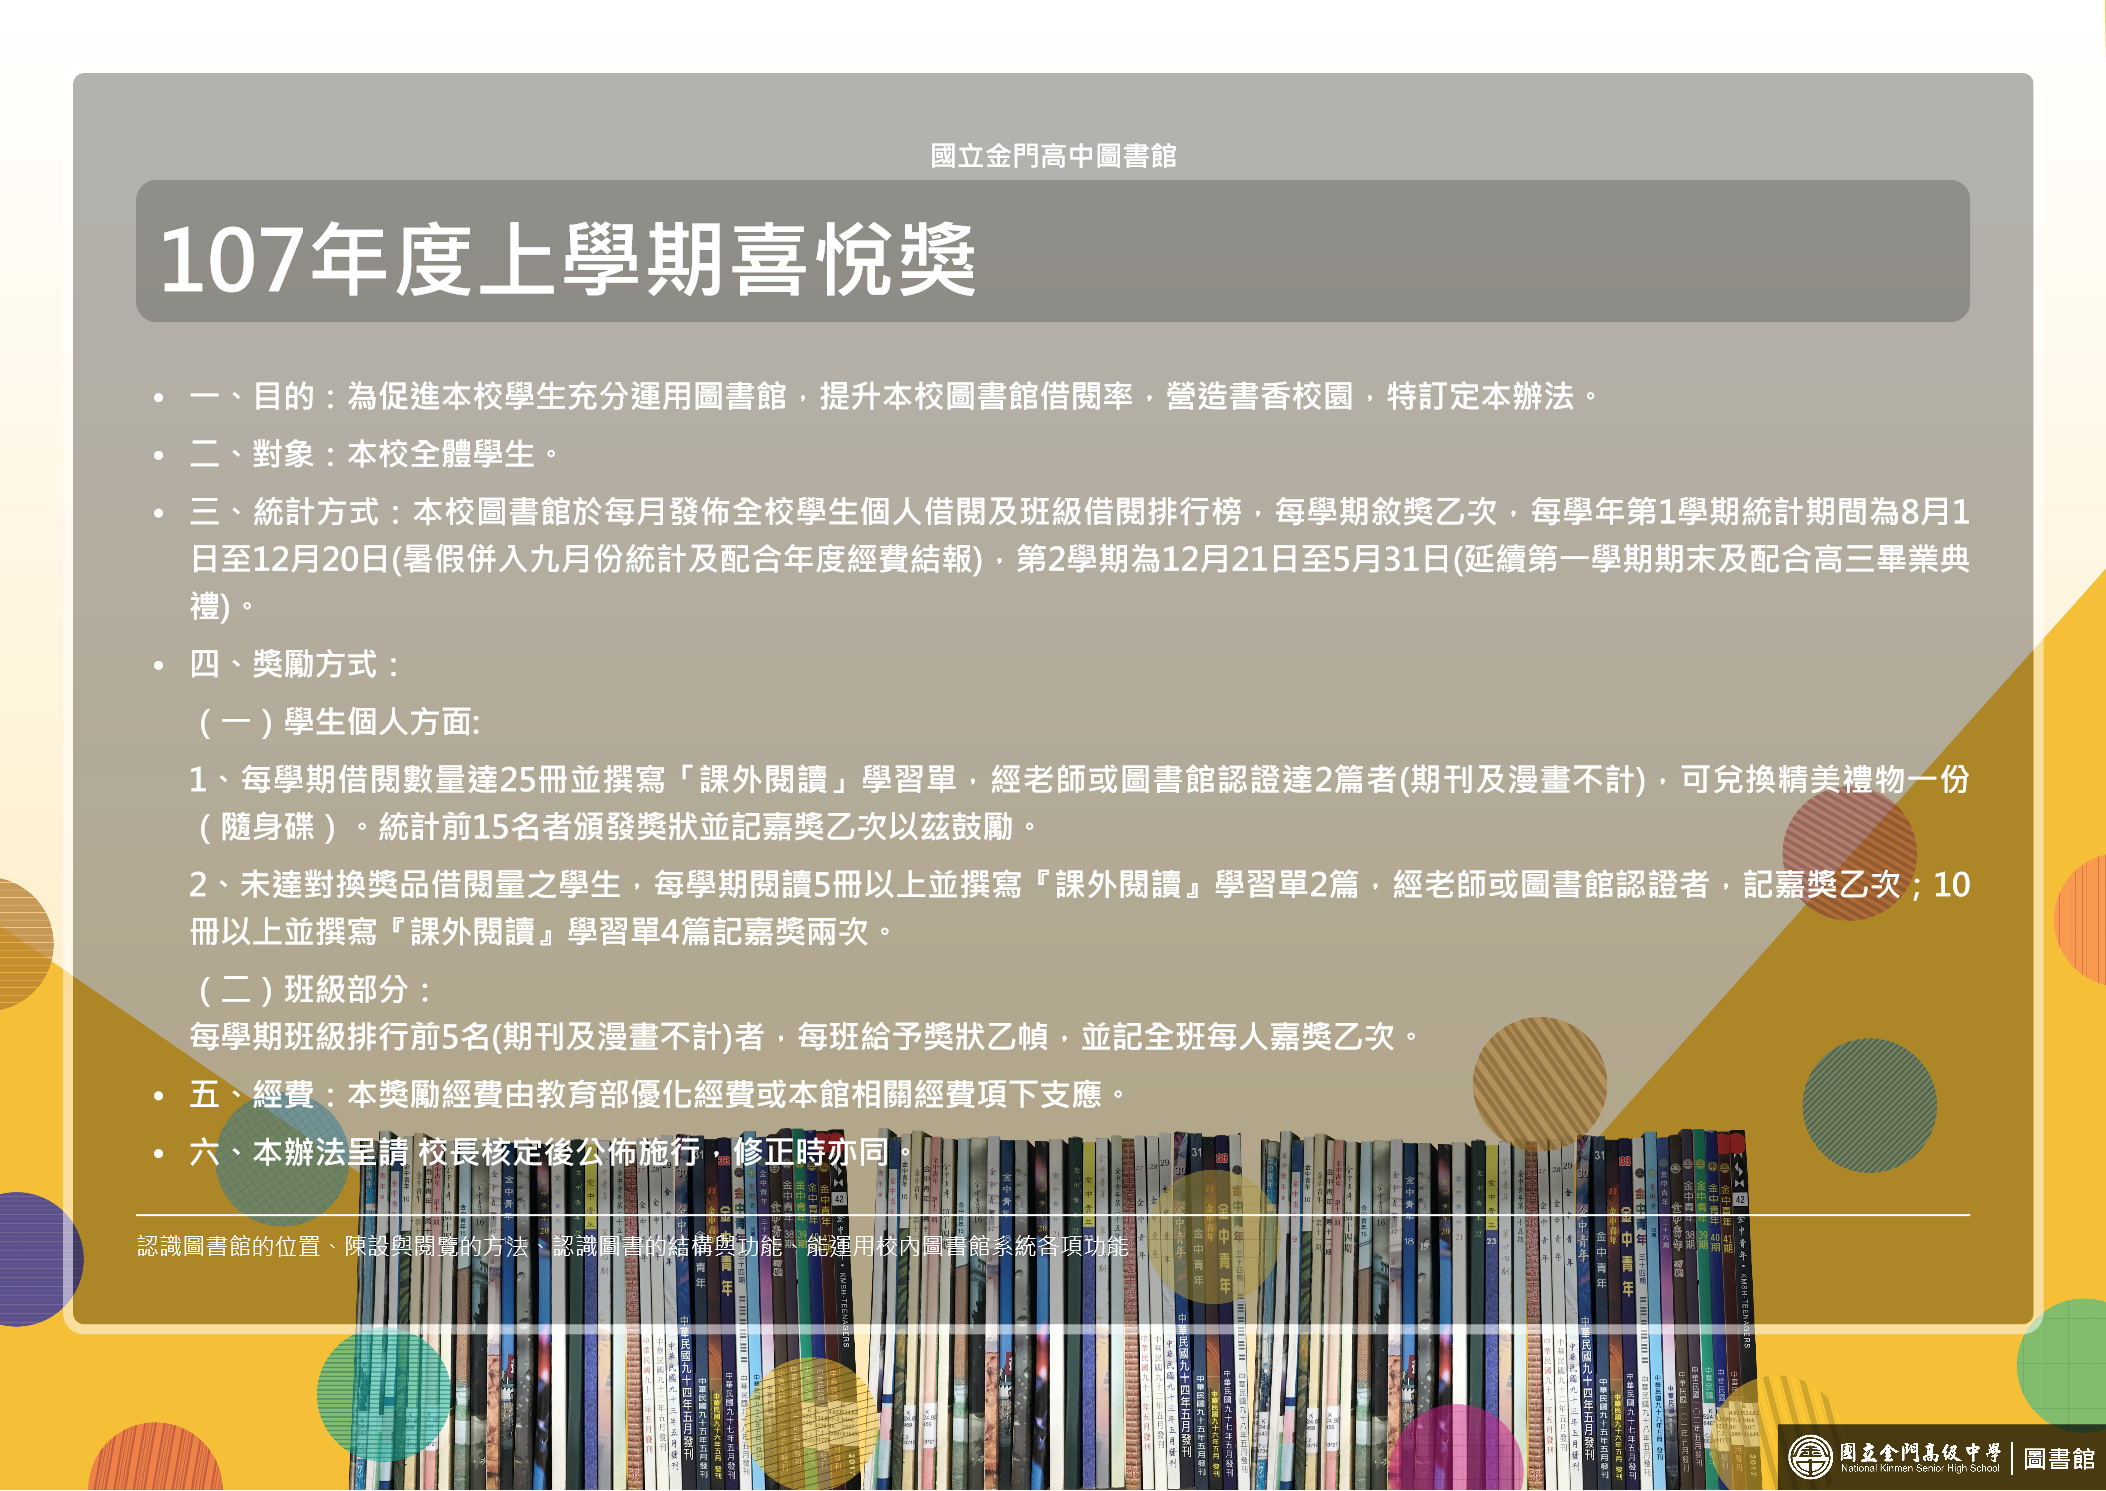 國立金門高中圖書館
107年度上學期喜悅獎
• 一、目的：為促進本校學生充分運用圖書館，提升本校圖書館借閱率，營造書香校園，特訂定本辦法。
• 二、對象：本校全體學生。
• 三、統計方式：本校圖書館於每月發佈全校學生個人借閱及班級借閱排行榜，每學期敘獎乙次，每學年第1學期統計期間為8月1
日至12月20日(暑假併入九月份統計及配合年度經費結報)，第2學期為12月21日至5月31日(延續第一學期期末及配合高三畢業典
禮)。
• 四、獎勵方式：
（一）學生個人方面:
1、每學期借閱數量達25冊並撰寫「課外閱讀」學習單，經老師或圖書館認證達2篇者(期刊及漫畫不計)，可兌換精美禮物一份
（隨身碟）。統計前15名者頒發獎狀並記嘉獎乙次以茲鼓勵。
2、未達對換獎品借閱量之學生，每學期閱讀5冊以上並撰寫『課外閱讀』學習單2篇，經老師或圖書館認證者，記嘉獎乙次；10
冊以上並撰寫『課外閱讀』學習單4篇記嘉獎兩次。
（二）班級部分：
每學期班級排行前5名(期刊及漫畫不計)者，每班給予獎狀乙幀，並記全班每人嘉獎乙次。
• 五、經費：本獎勵經費由教育部優化經費或本館相關經費項下支應。
• 六、本辦法呈請 校長核定後公佈施行，修正時亦同。
認識圖書館的位置、陳設與閱覽的方法、認識圖書的結構與功能、能運用校內圖書館系統各項功能
國立金門高級中學
National Kinmen Senior High School
圖書館